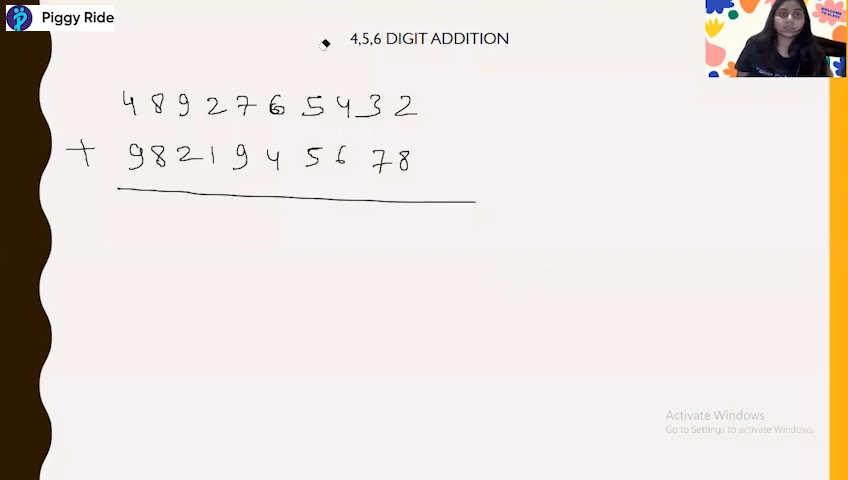 Piggy Ride
4,5,6 DIGIT ADDITION
4892765432
+ 9821945678
Activate Windows
Go to Settings to activate Windows.